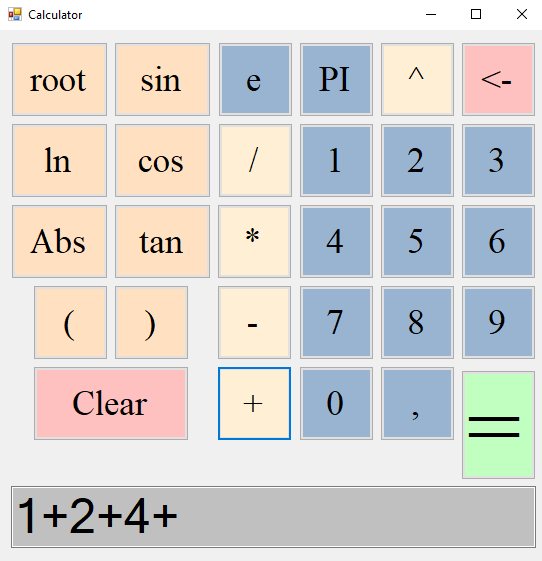 Calculator
root sin e PI ^ <-
ln cos / 1 2 3
Abs tan * 4 5 6
( ) - 7 8 9
Clear + 0 , =
1+2+4+